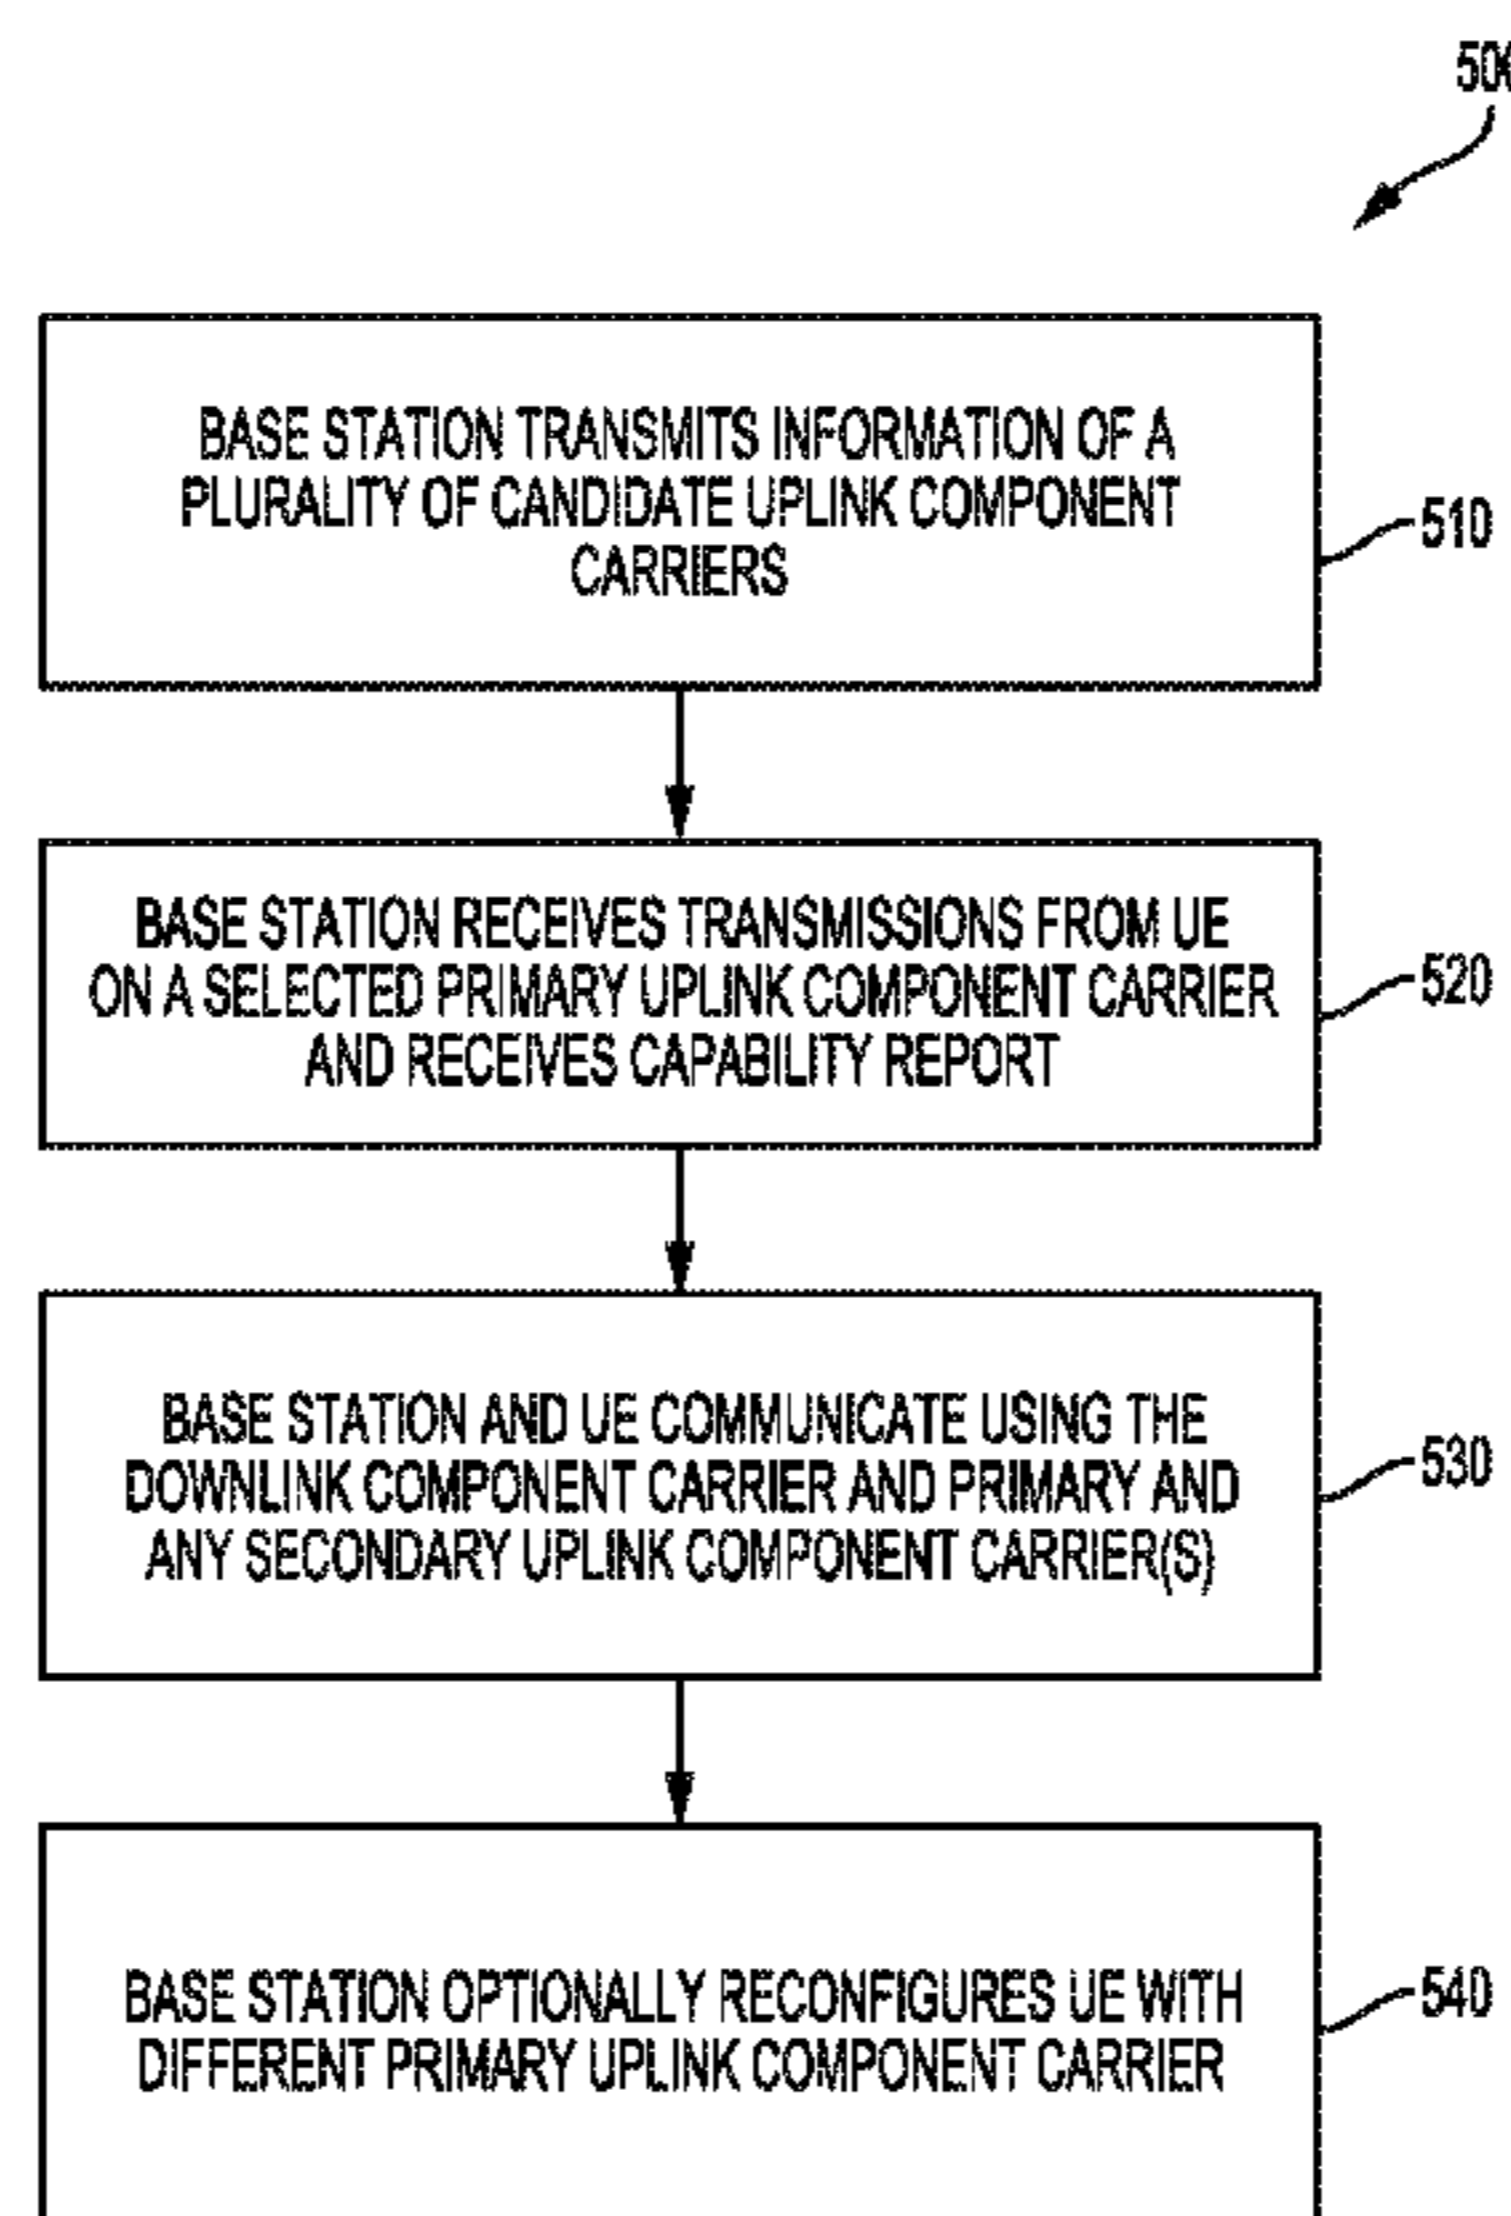 500
BASE STATION TRANSMITS INFORMATION OF A
PLURALITY OF CANDIDATE UPLINK COMPONENT
CARRIERS
510
BASE STATION RECEIVES TRANSMISSIONS FROM UE
ON A SELECTED PRIMARY UPLINK COMPONENT CARRIER
AND RECEIVES CAPABILITY REPORT
520
BASE STATION AND UE COMMUNICATE USING THE
DOWNLINK COMPONENT CARRIER AND PRIMARY AND
ANY SECONDARY UPLINK COMPONENT CARRIER(S)
530
BASE STATION OPTIONALLY RECONFIGURES UE WITH
DIFFERENT PRIMARY UPLINK COMPONENT CARRIER
540